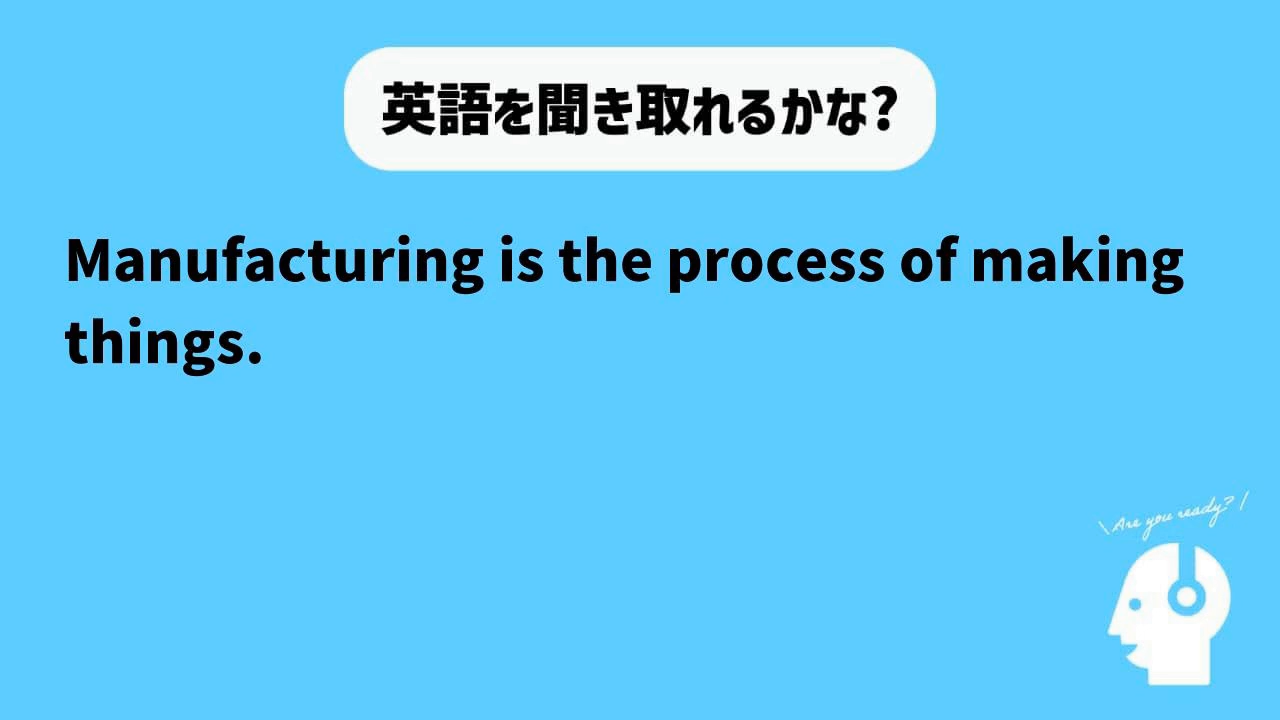 英語を聞き取れるかな?
Manufacturing is the process of making
things.
\Are you ready?/